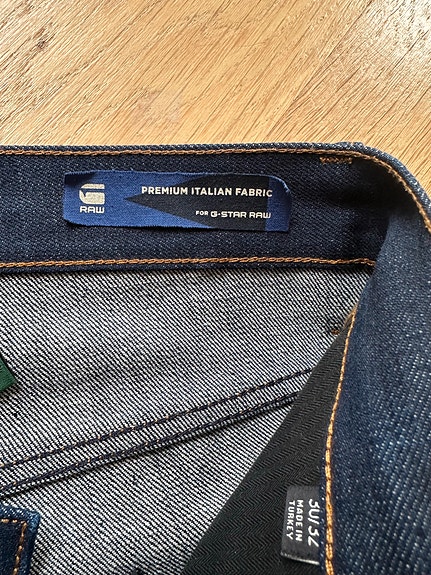 RAW
PREMIUM ITALIAN FABRIC
FOR G-STAR RAW
30/32
MADE IN
TURKEY